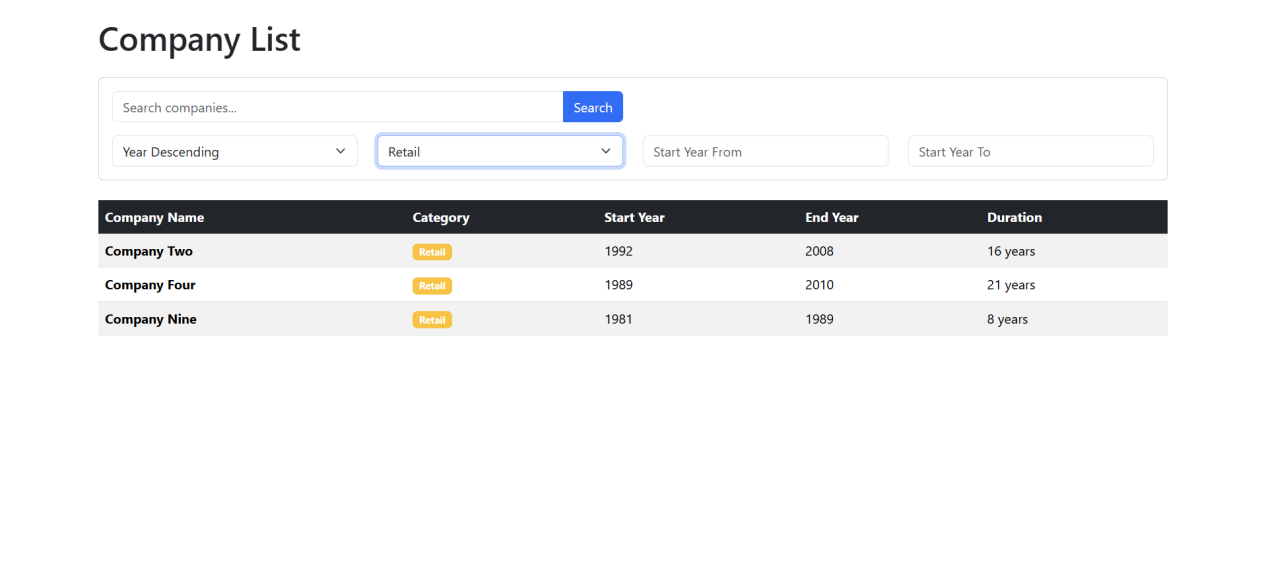 Company List
Search companies... Search
Year Descending Retail Start Year From Start Year To
Company Name Category Start Year End Year Duration
Company Two Retail 1992 2008 16 years
Company Four Retail 1989 2010 21 years
Company Nine Retail 1981 1989 8 years